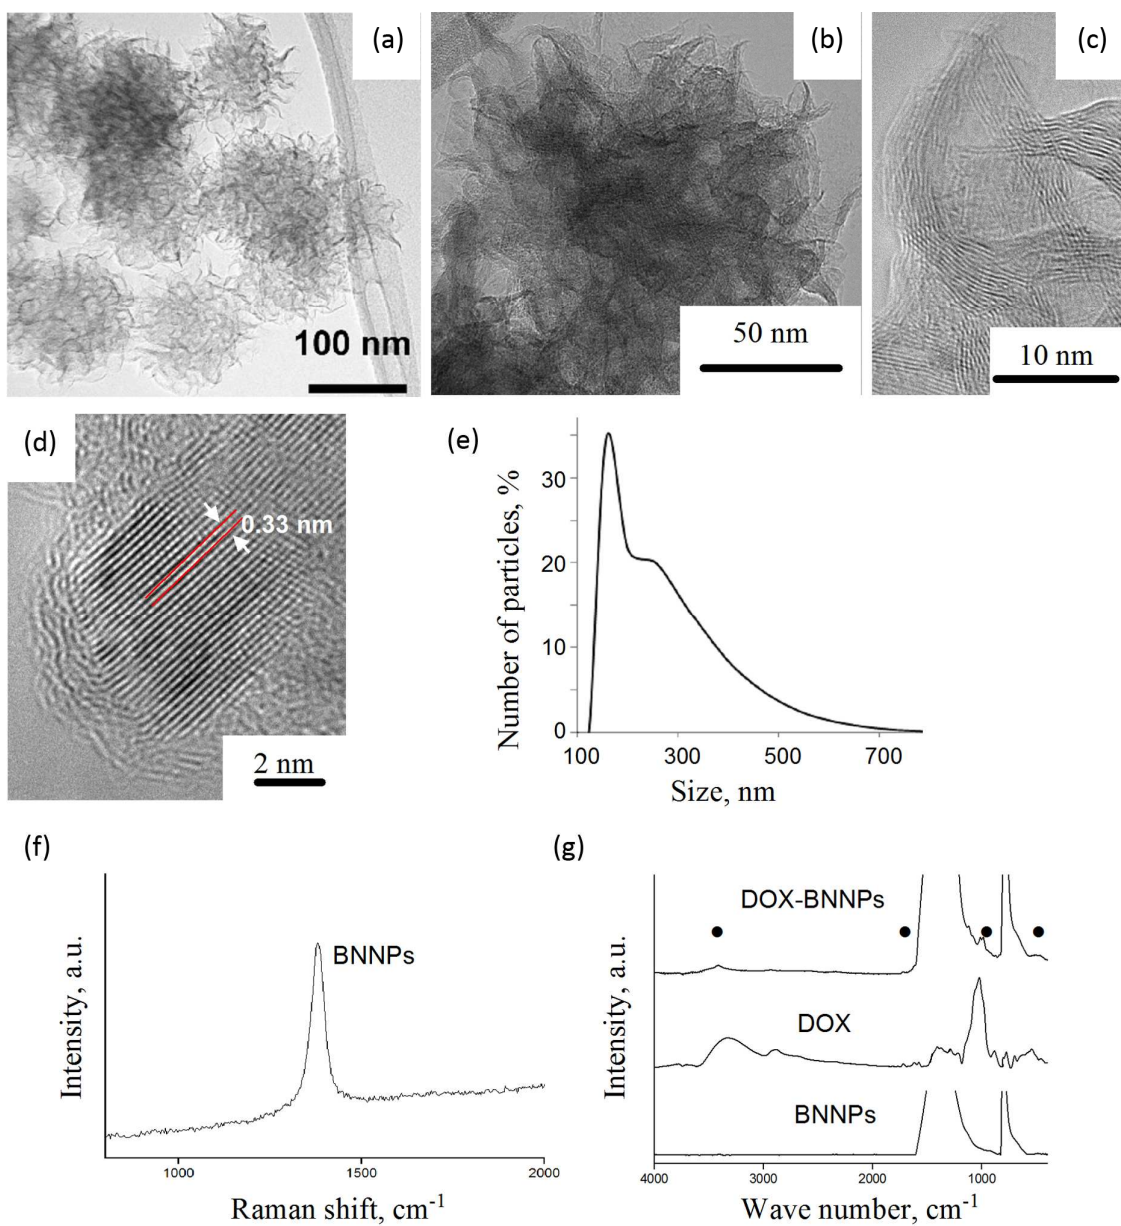 (a)
(b)
(c)
100 nm
50 nm
10 nm
(d)
0.33 nm
2 nm
(e)
Number of particles, %
30
20
10
0
100 300 500 700
Size, nm
(f)
Intensity, a.u.
BNNPs
1000 1500 2000
Raman shift, cm-1
(g)
Intensity, a.u.
DOX-BNNPs
DOX
BNNPs
4000 3000 2000 1000
Wave number, cm-1